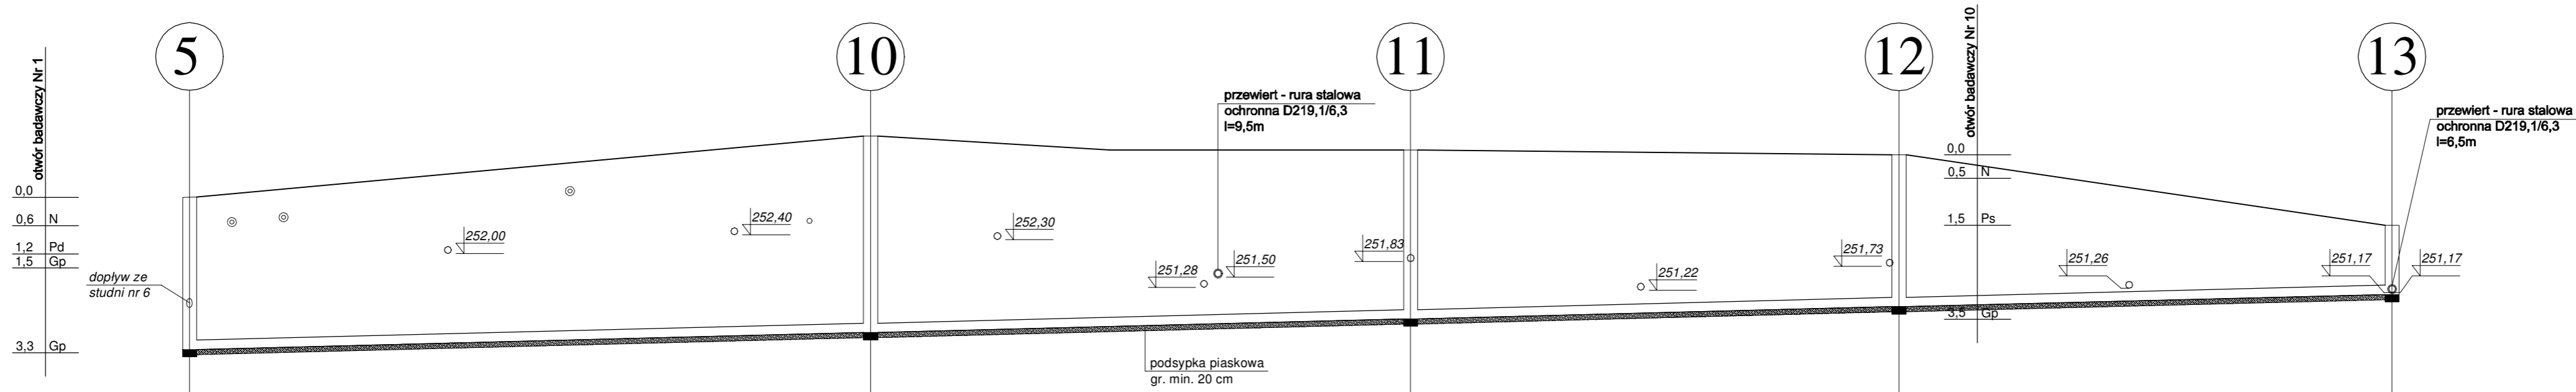 5
10
11
12
13
otwór badawczy Nr 1
0,0
0,6 N
1,2 Pd
1,5 Gp
3,3 Gp
dopływ ze
studni nr 6
252,00
252,40
252,30
251,28
przewiert - rura stalowa
ochronna D219,1/6,3
l=9,5m
251,50
podsypka piaskowa
gr. min. 20 cm
251,83
251,22
251,73
otwór badawczy Nr 10
0,0
0,5 N
1,5 Ps
3,5 Gp
251,26
251,17
251,17
przewiert - rura stalowa
ochronna D219,1/6,3
l=6,5m